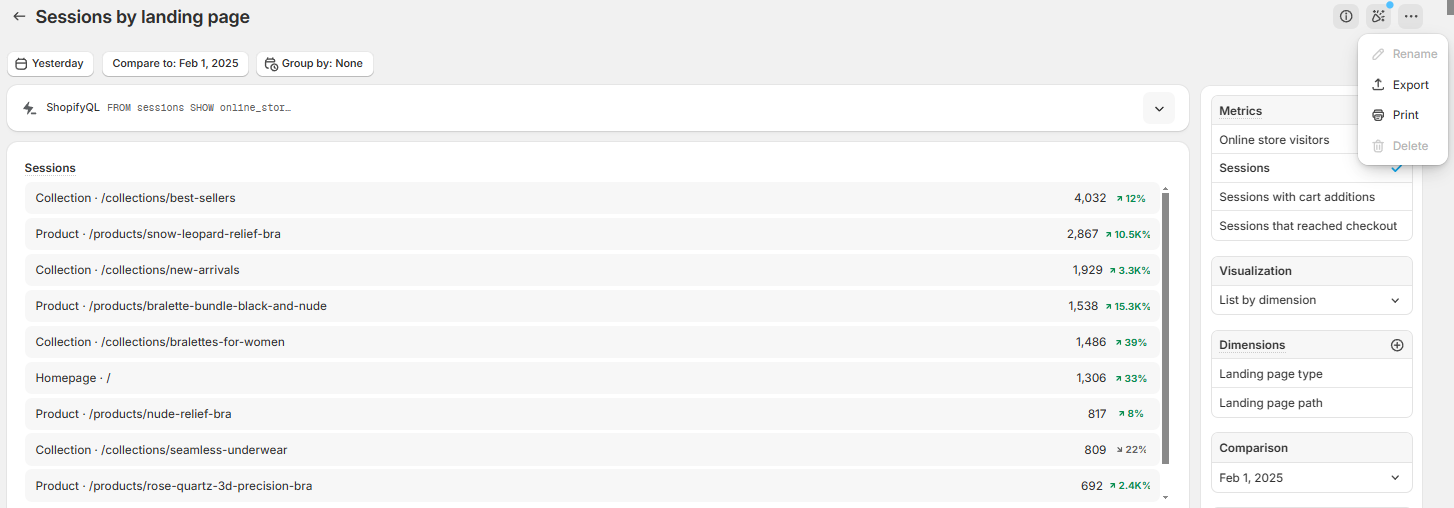 Sessions by landing page
Yesterday
Compare to: Feb 1, 2025
Group by: None
Rename
Export
Print
Delete
ShopifyQL FROM sessions SHOW online_stor…
Sessions
Collection · /collections/best-sellers 4,032 12%
Product · /products/snow-leopard-relief-bra 2,867 10.5K%
Collection · /collections/new-arrivals 1,929 3.3K%
Product · /products/bralette-bundle-black-and-nude 1,538 15.3K%
Collection · /collections/bralettes-for-women 1,486 39%
Homepage · / 1,306 33%
Product · /products/nude-relief-bra 817 8%
Collection · /collections/seamless-underwear 809 22%
Product · /products/rose-quartz-3d-precision-bra 692 2.4K%
Metrics
Online store visitors
Sessions
Sessions with cart additions
Sessions that reached checkout
Visualization
List by dimension
Dimensions
Landing page type
Landing page path
Comparison
Feb 1, 2025